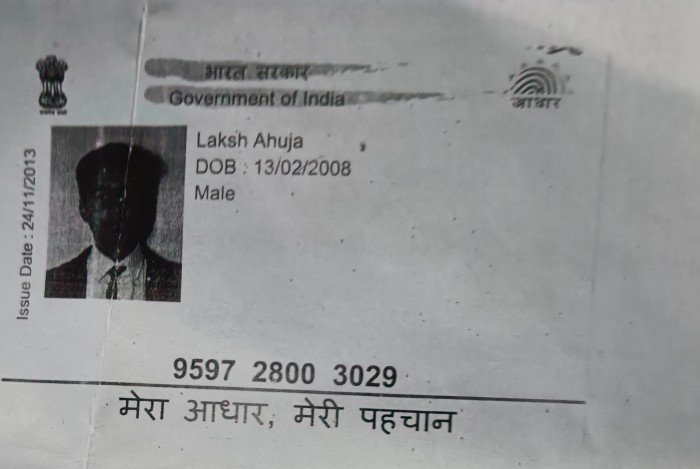 भारत सरकार
Government of India
आधार
Laksh Ahuja
DOB : 13/02/2008
Male
Issue Date : 24/11/2013
9597 2800 3029
मेरा आधार, मेरी पहचान